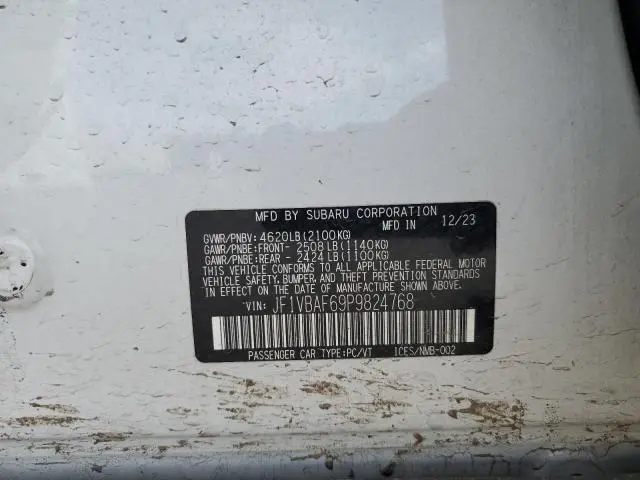 MFD BY SUBARU CORPORATION
MFD IN 12/23
GVWR/PNBV: 4620LB(2100KG)
GAWR/PNBE:FRONT- 2508LB(1140KG)
GAWR/PNBE:REAR - 2424LB(1100KG)
THIS VEHICLE CONFORMS TO ALL APPLICABLE FEDERAL MOTOR
VEHICLE SAFETY, BUMPER, AND THEFT PREVENTION STANDARDS
IN EFFECT ON THE DATE OF MANUFACTURE SHOWN ABOVE.
VIN: JF1VBAF69P9824768
PASSENGER CAR TYPE:PC/VT ICES/NMB-002